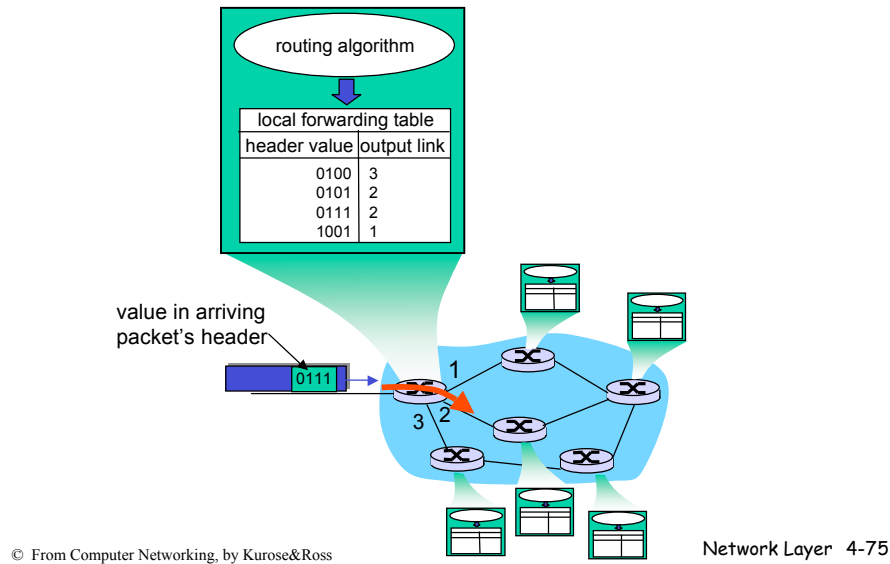 routing algorithm
local forwarding table
header value output link
0100 3
0101 2
0111 2
1001 1
value in arriving
packet's header
0111
1
2
3
© From Computer Networking, by Kurose&Ross
Network Layer 4-75